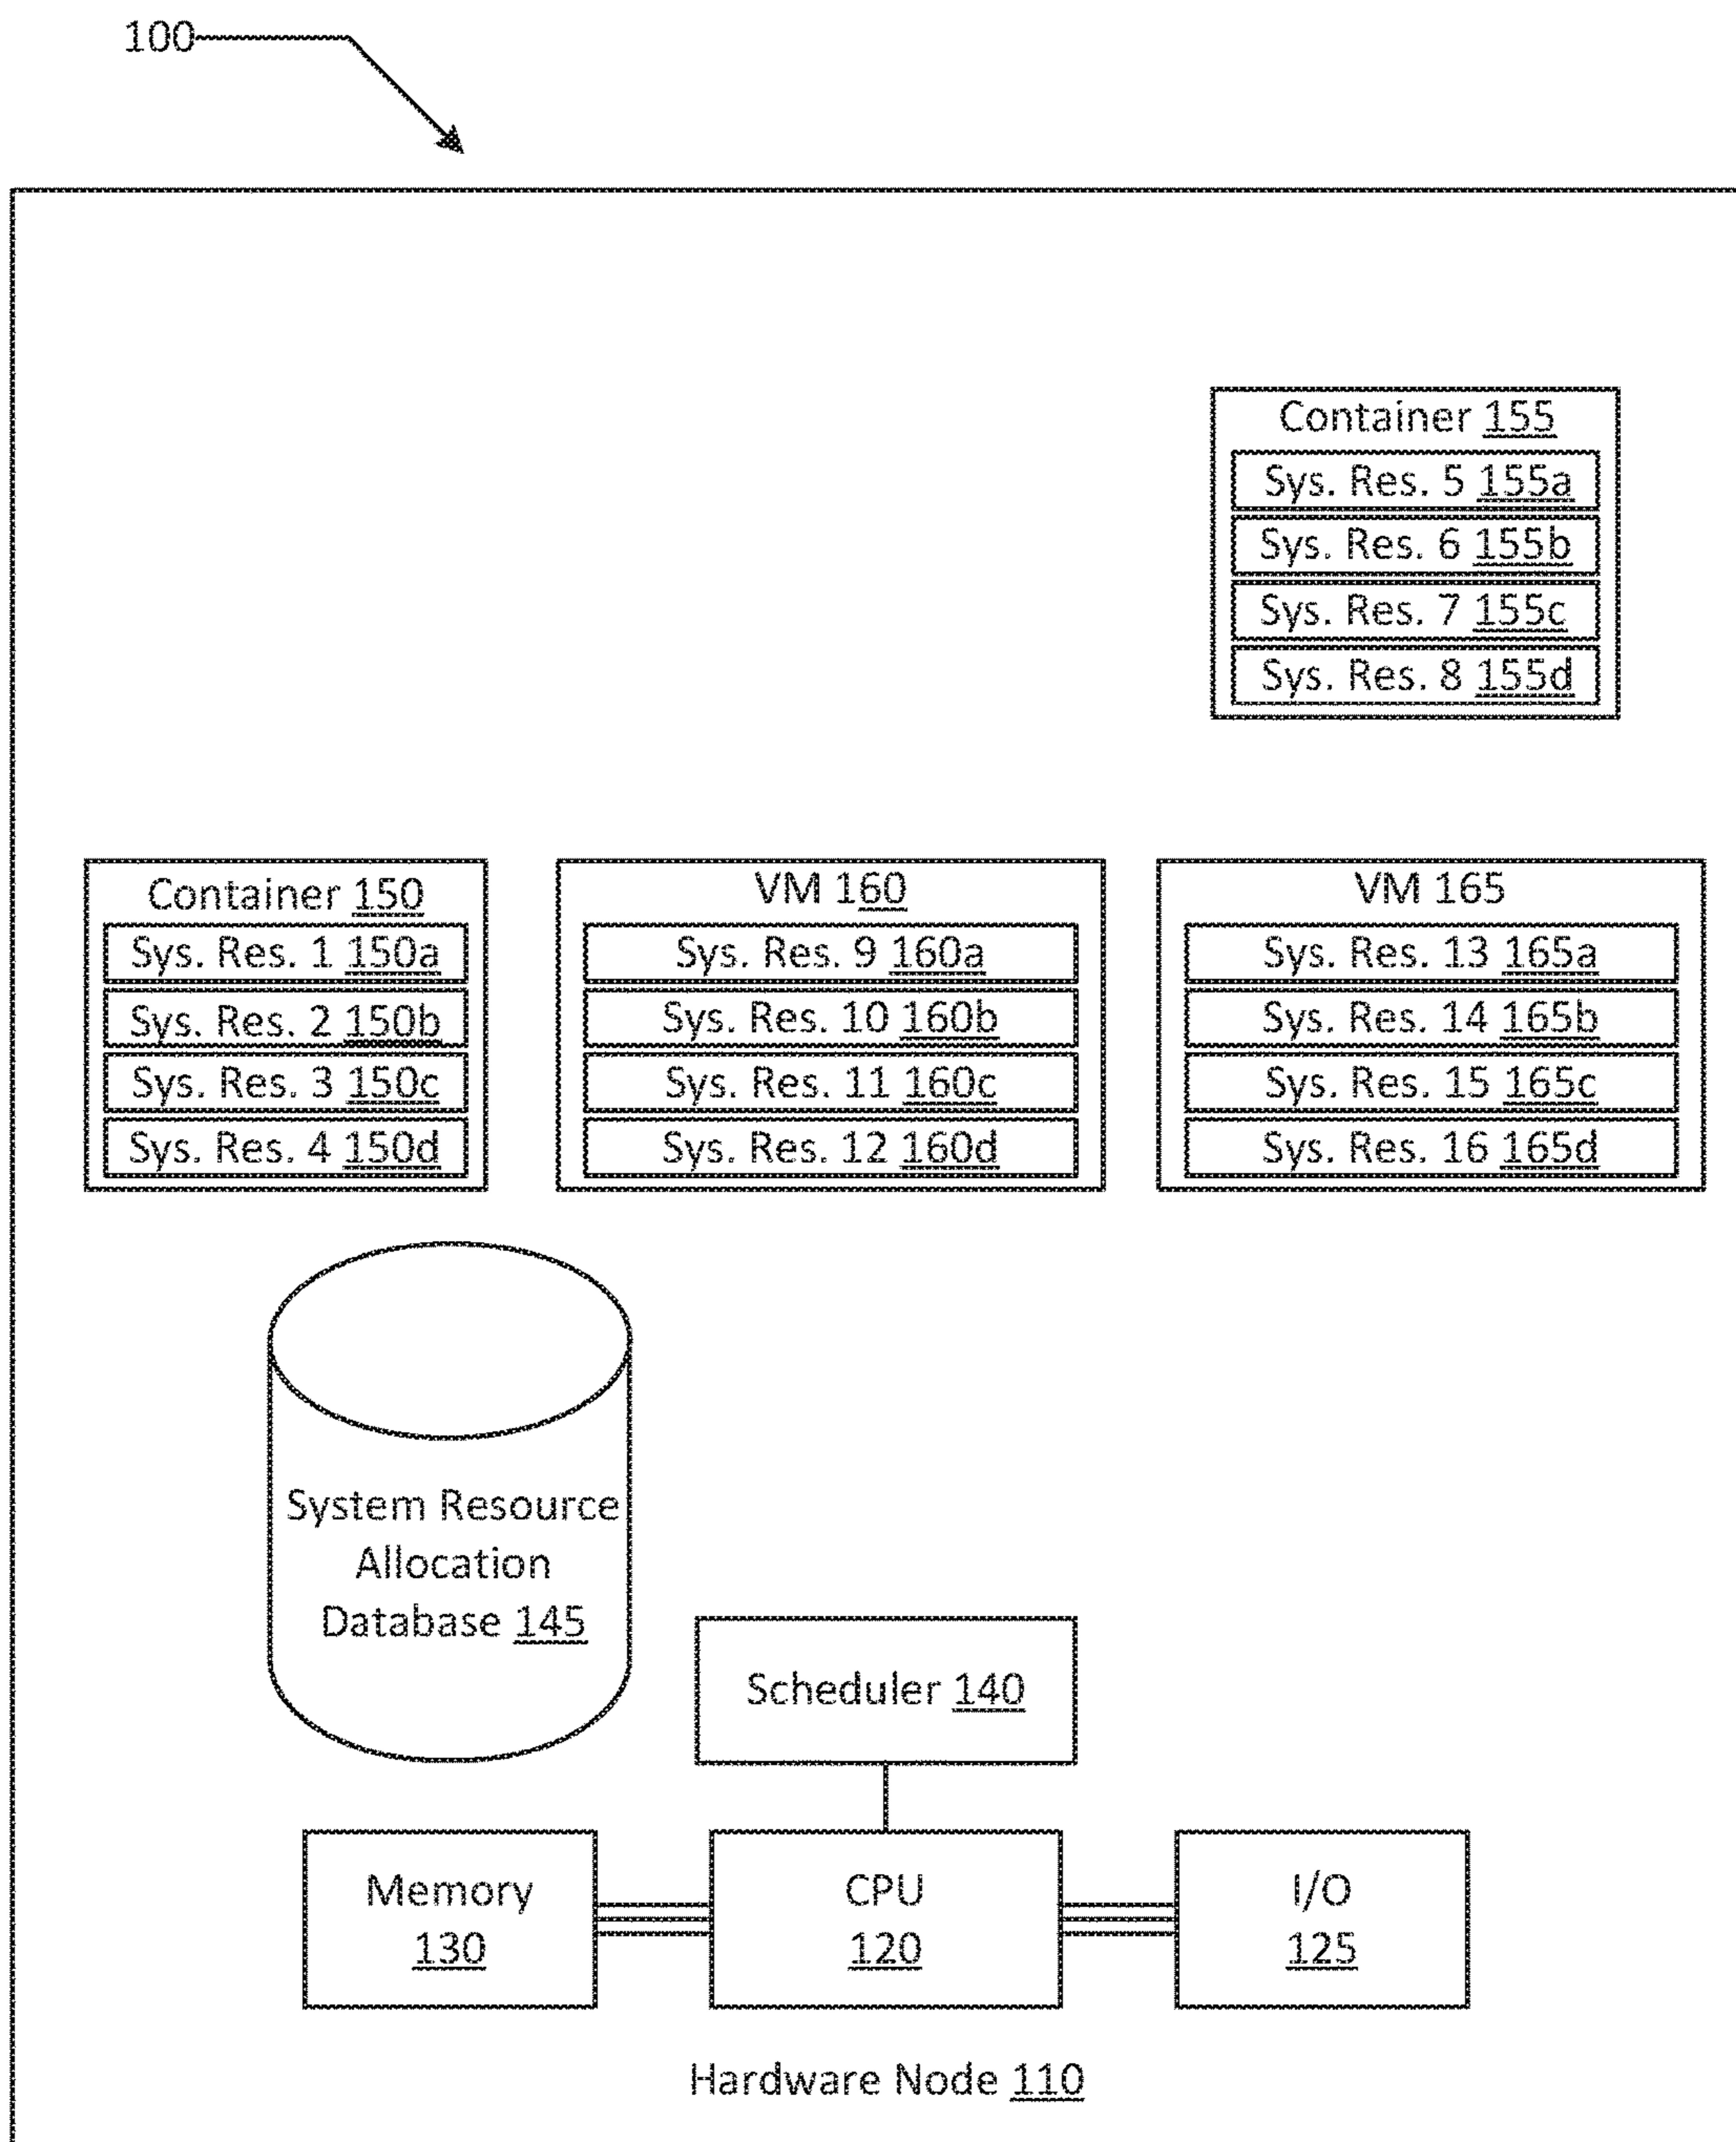 100
Container 155
Sys. Res. 5 155a
Sys. Res. 6 155b
Sys. Res. 7 155c
Sys. Res. 8 155d
Container 150
Sys. Res. 1 150a
Sys. Res. 2 150b
Sys. Res. 3 150c
Sys. Res. 4 150d
VM 160
Sys. Res. 9 160a
Sys. Res. 10 160b
Sys. Res. 11 160c
Sys. Res. 12 160d
VM 165
Sys. Res. 13 165a
Sys. Res. 14 165b
Sys. Res. 15 165c
Sys. Res. 16 165d
System Resource
Allocation
Database 145
Scheduler 140
Memory
130
CPU
120
I/O
125
Hardware Node 110